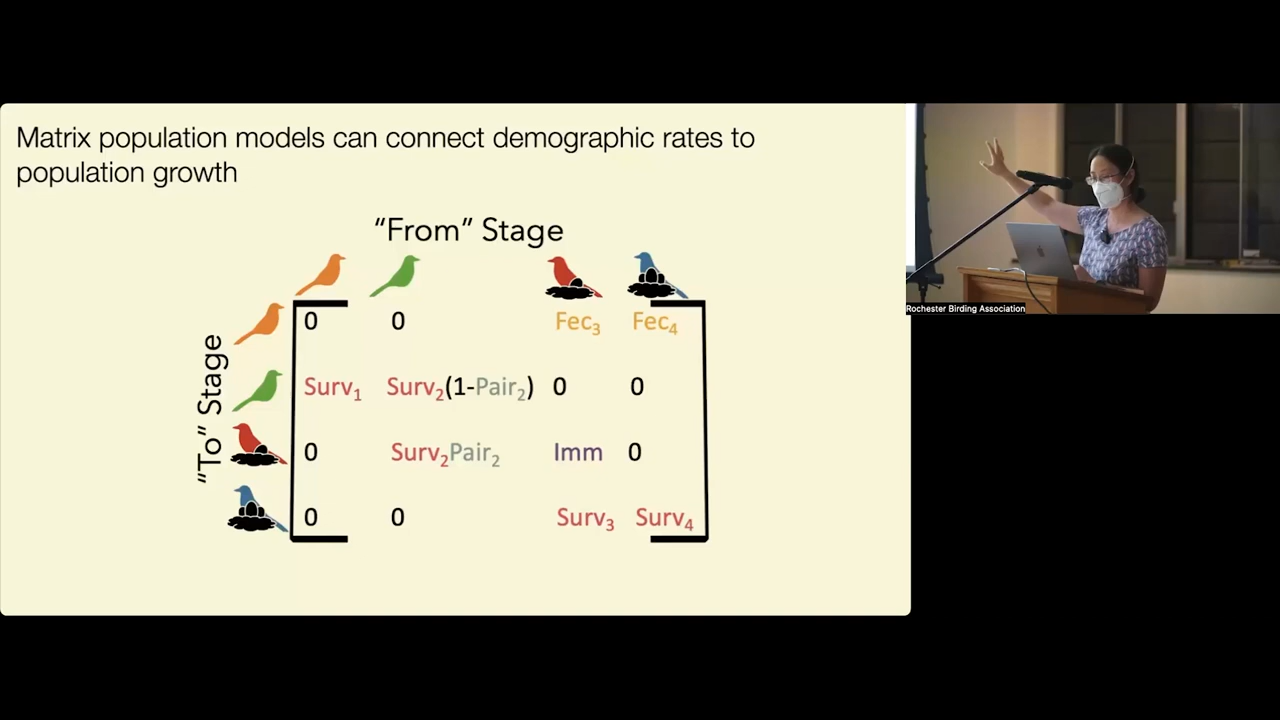 Matrix population models can connect demographic rates to
population growth
“From” Stage
“To” Stage
0 0 Fec₃ Fec₄
Surv₁ Surv₂(1-Pair₂) 0 0
0 Surv₂Pair₂ Imm 0
0 0 Surv₃ Surv₄
Rochester Birding Association